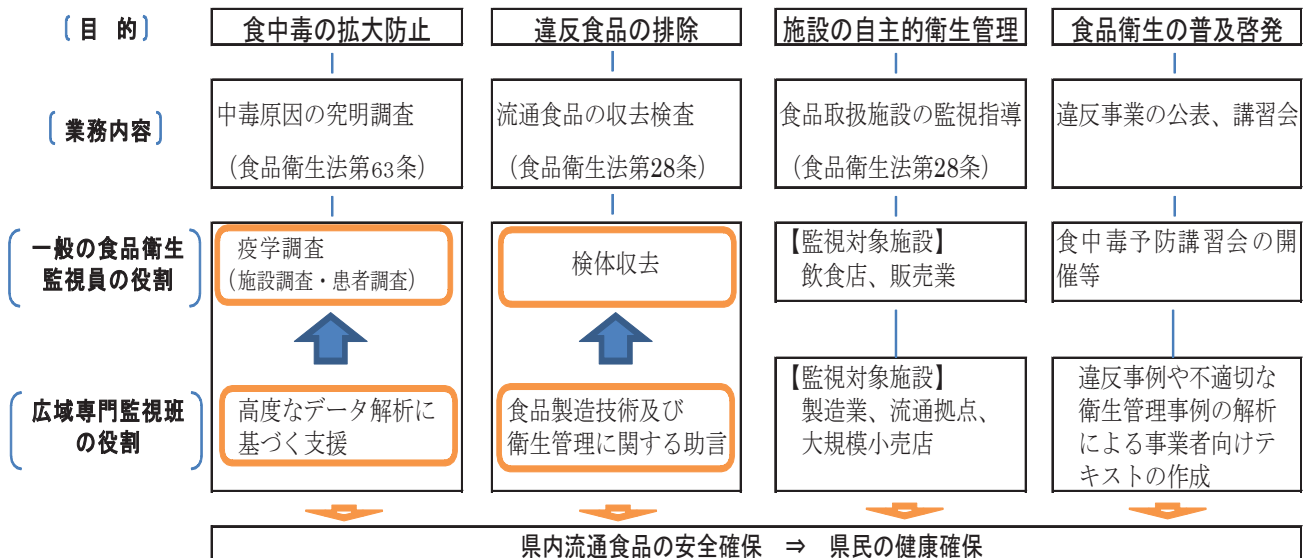 〔目 的〕
食中毒の拡大防止
違反食品の排除
施設の自主的衛生管理
食品衛生の普及啓発
〔業務内容〕
中毒原因の究明調査
(食品衛生法第63条)
流通食品の収去検査
(食品衛生法第28条)
食品取扱施設の監視指導
(食品衛生法第28条)
違反事業の公表、講習会
一般の食品衛生
監視員の役割
疫学調査
(施設調査・患者調査)
検体収去
【監視対象施設】
飲食店、販売業
食中毒予防講習会の開
催等
広域専門監視班
の役割
高度なデータ解析に
基づく支援
食品製造技術及び
衛生管理に関する助言
【監視対象施設】
製造業、流通拠点、
大規模小売店
違反事例や不適切な
衛生管理事例の解析
による事業者向けテ
キストの作成
県内流通食品の安全確保 ⇒ 県民の健康確保